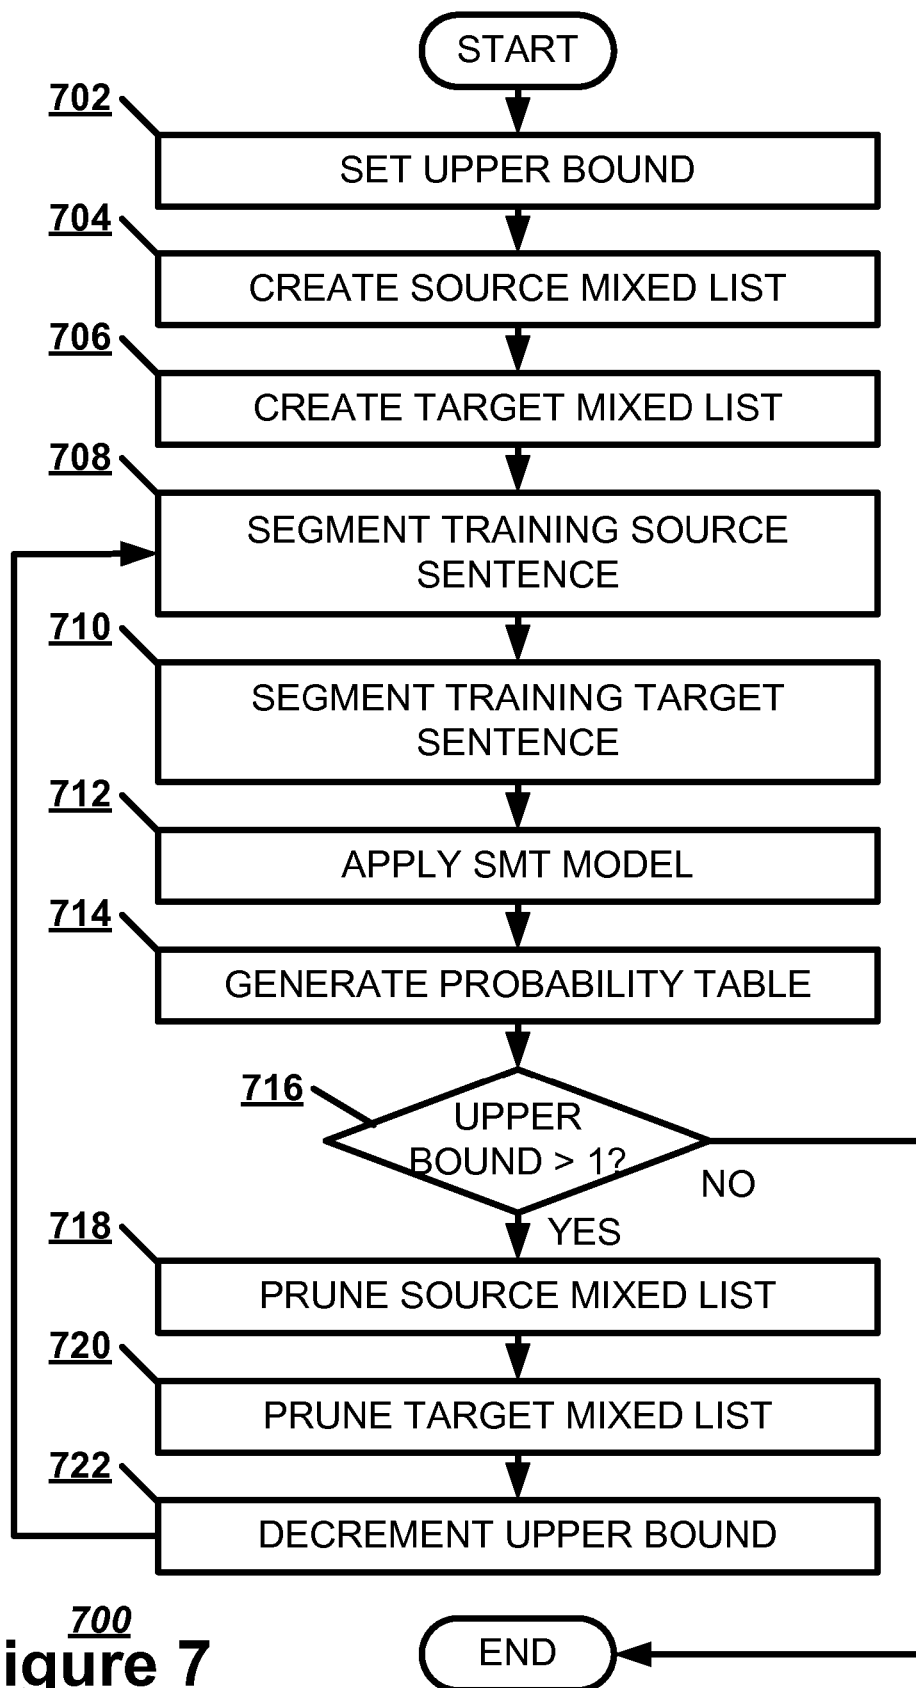 START
702
SET UPPER BOUND
704
CREATE SOURCE MIXED LIST
706
CREATE TARGET MIXED LIST
708
SEGMENT TRAINING SOURCE
SENTENCE
710
SEGMENT TRAINING TARGET
SENTENCE
712
APPLY SMT MODEL
714
GENERATE PROBABILITY TABLE
716
UPPER
BOUND > 1?
NO
YES
718
PRUNE SOURCE MIXED LIST
720
PRUNE TARGET MIXED LIST
722
DECREMENT UPPER BOUND
700
igure 7
END